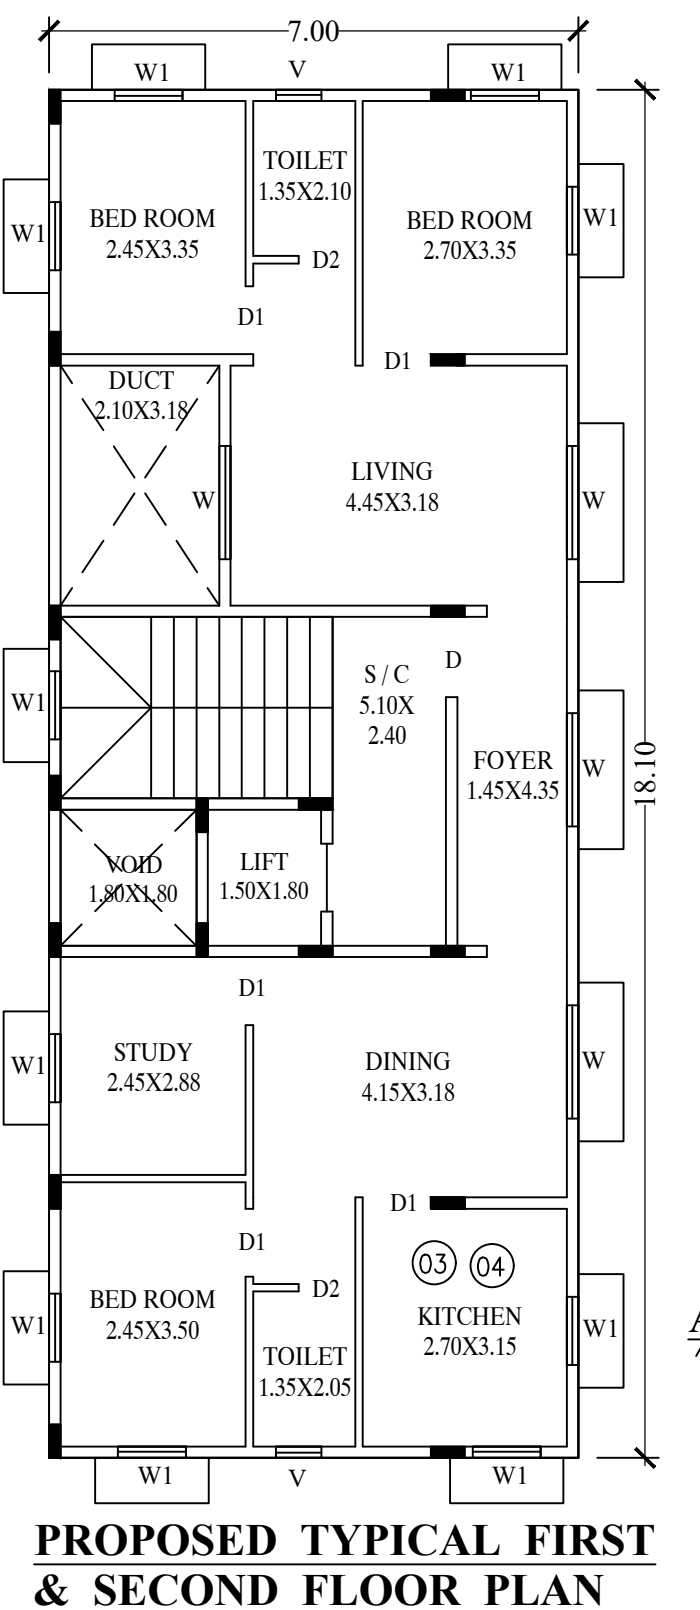 7.00
W1
V
W1
TOILET
1.35X2.10
BED ROOM
2.45X3.35
BED ROOM
2.70X3.35
W1
W1
D2
D1
D1
DUCT
2.10X3.18
W
LIVING
4.45X3.18
W
W1
S / C
5.10X
2.40
D
FOYER
1.45X4.35
W
18.10
VOID
1.80X1.80
LIFT
1.50X1.80
D1
STUDY
2.45X2.88
W1
DINING
4.15X3.18
W
D1
D1
03
04
BED ROOM
2.45X3.50
D2
W1
KITCHEN
2.70X3.15
W1
TOILET
1.35X2.05
W1
V
W1
PROPOSED TYPICAL FIRST
& SECOND FLOOR PLAN